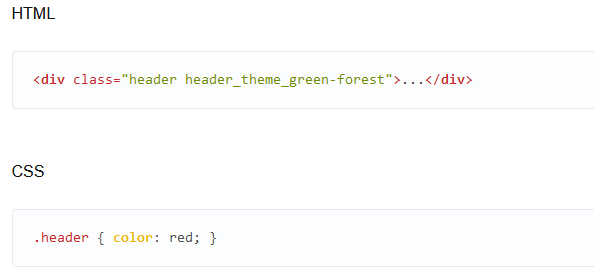 HTML
<div class="header header_theme_green-forest">...</div>
CSS
.header { color: red; }